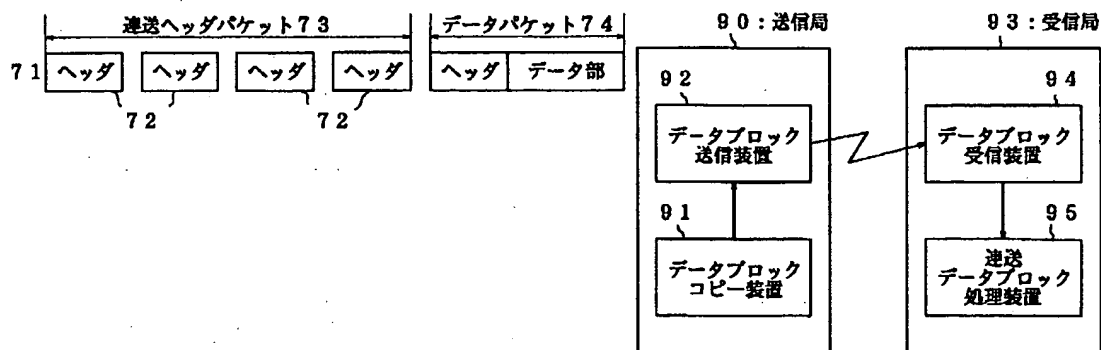 連送ヘッダパケット73
データパケット74
71
ヘッダ
ヘッダ
ヘッダ
ヘッダ
ヘッダ
データ部
72
72
90:送信局
92
データブロック
送信装置
91
データブロック
コピー装置
93:受信局
94
データブロック
受信装置
95
連送
データブロック
処理装置